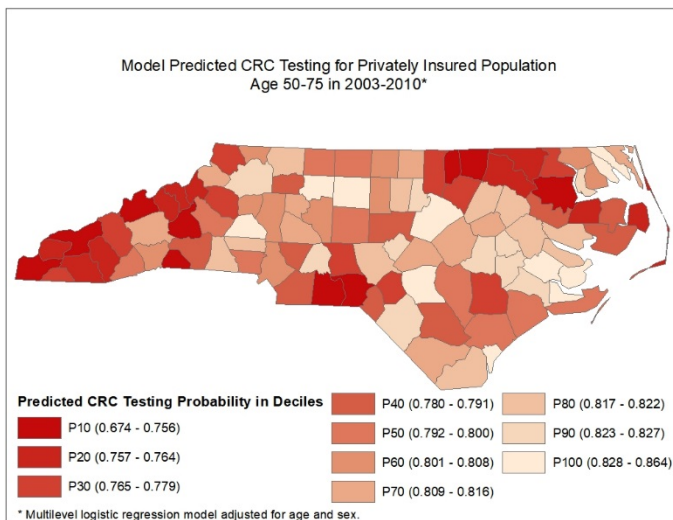 Model Predicted CRC Testing for Privately Insured Population
Age 50-75 in 2003-2010*
Predicted CRC Testing Probability in Deciles
P10 (0.674 - 0.756)
P20 (0.757 - 0.764)
P30 (0.765 - 0.779)
P40 (0.780 - 0.791)
P50 (0.792 - 0.800)
P60 (0.801 - 0.808)
P70 (0.809 - 0.816)
P80 (0.817 - 0.822)
P90 (0.823 - 0.827)
P100 (0.828 - 0.864)
* Multilevel logistic regression model adjusted for age and sex.